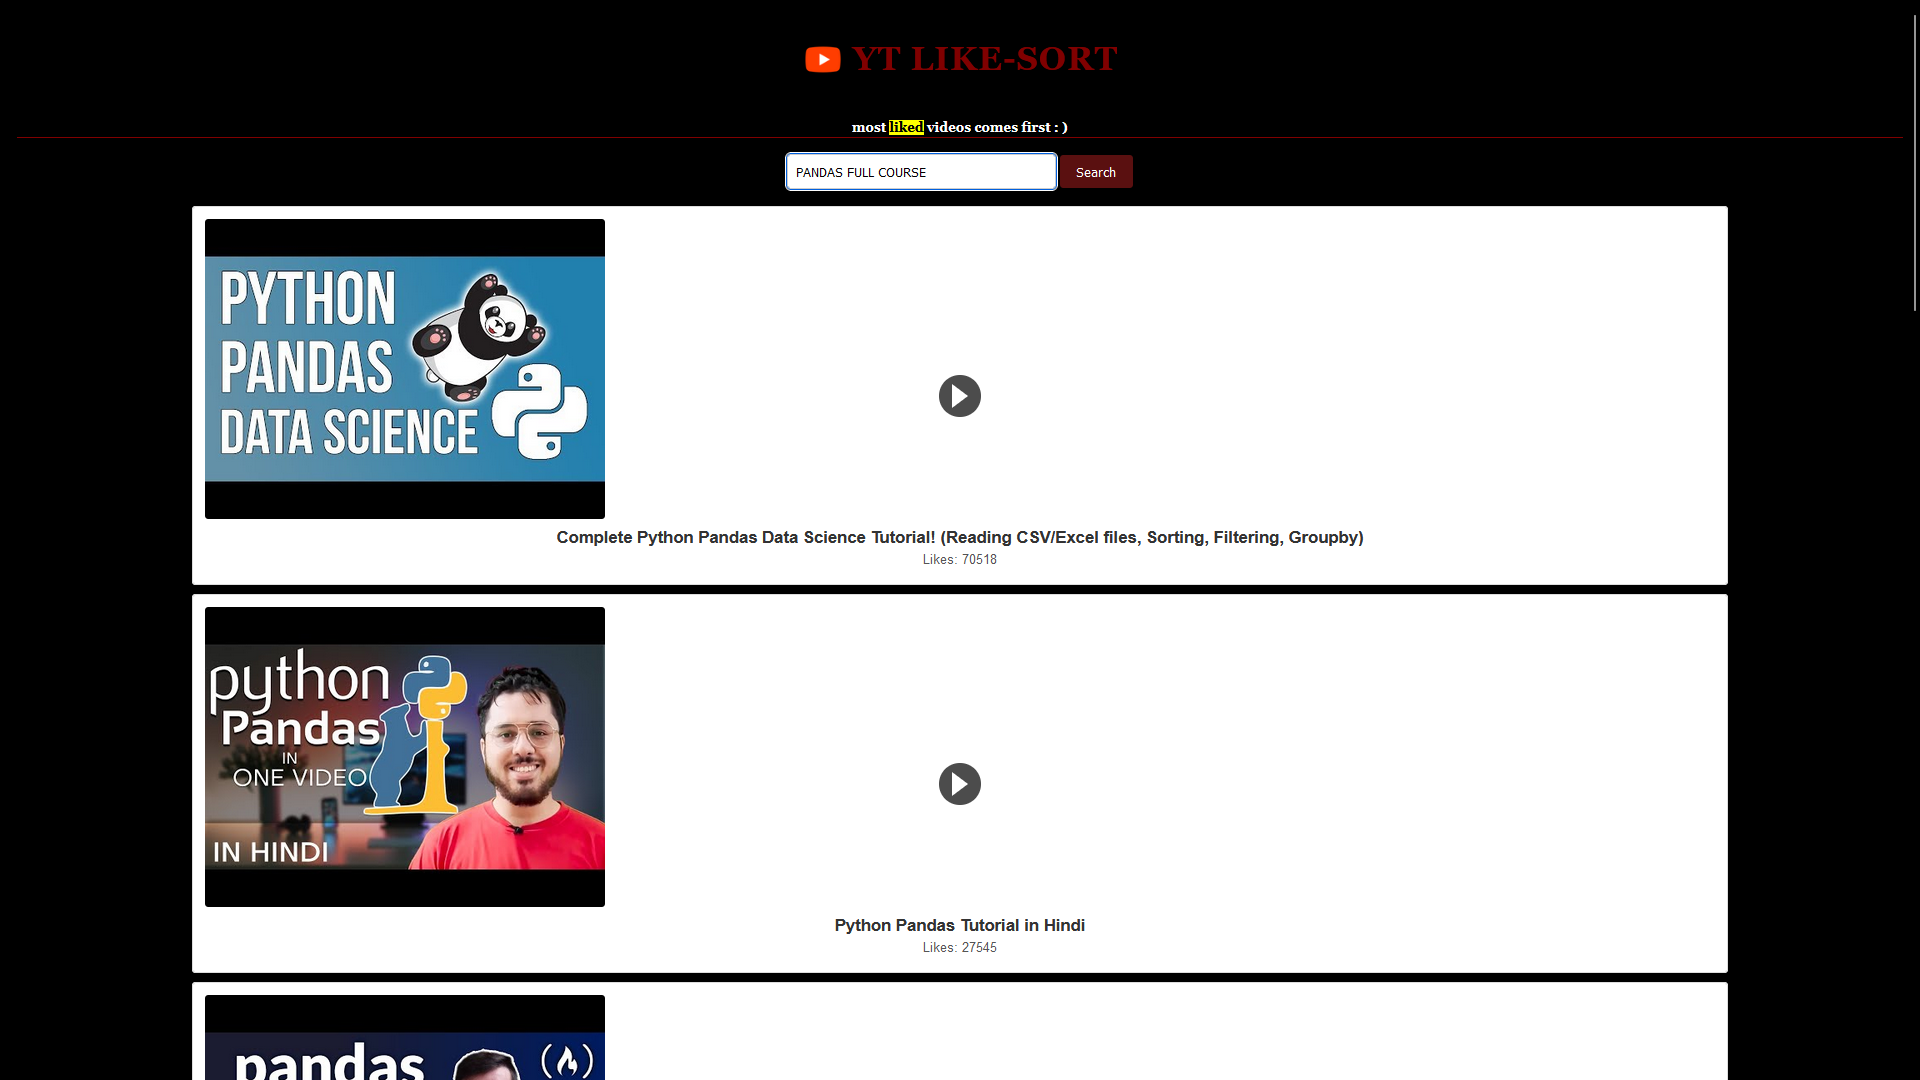 YT LIKE-SORT
most liked videos comes first : )
PANDAS FULL COURSE
Search
PYTHON
PANDAS
DATA SCIENCE
Complete Python Pandas Data Science Tutorial! (Reading CSV/Excel files, Sorting, Filtering, Groupby)
Likes: 70518
python
Pandas
IN
ONE VIDEO
IN HINDI
Python Pandas Tutorial in Hindi
Likes: 27545
pandas